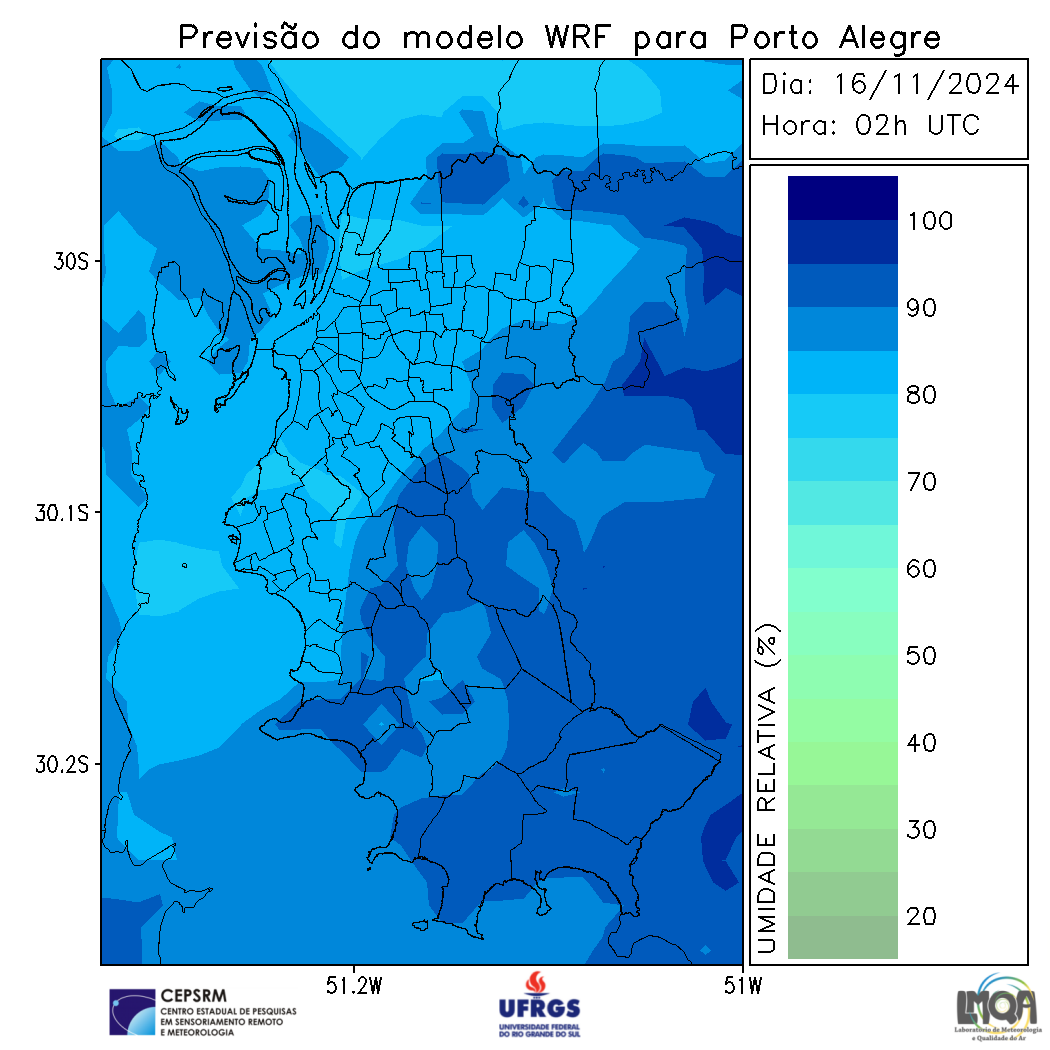 Previsão do modelo WRF para Porto Alegre
Dia: 16/11/2024
Hora: 02h UTC
30S
30.1S
30.2S
51.2W
51W
UMIDADE RELATIVA (%)
100
90
80
70
60
50
40
30
20
CEPSRM
CENTRO ESTADUAL DE PESQUISAS
EM SENSORIAMENTO REMOTO
E METEOROLOGIA
UFRGS
UNIVERSIDADE FEDERAL
DO RIO GRANDE DO SUL
LMQA
Laboratório de Meteorologia
e Qualidade do Ar